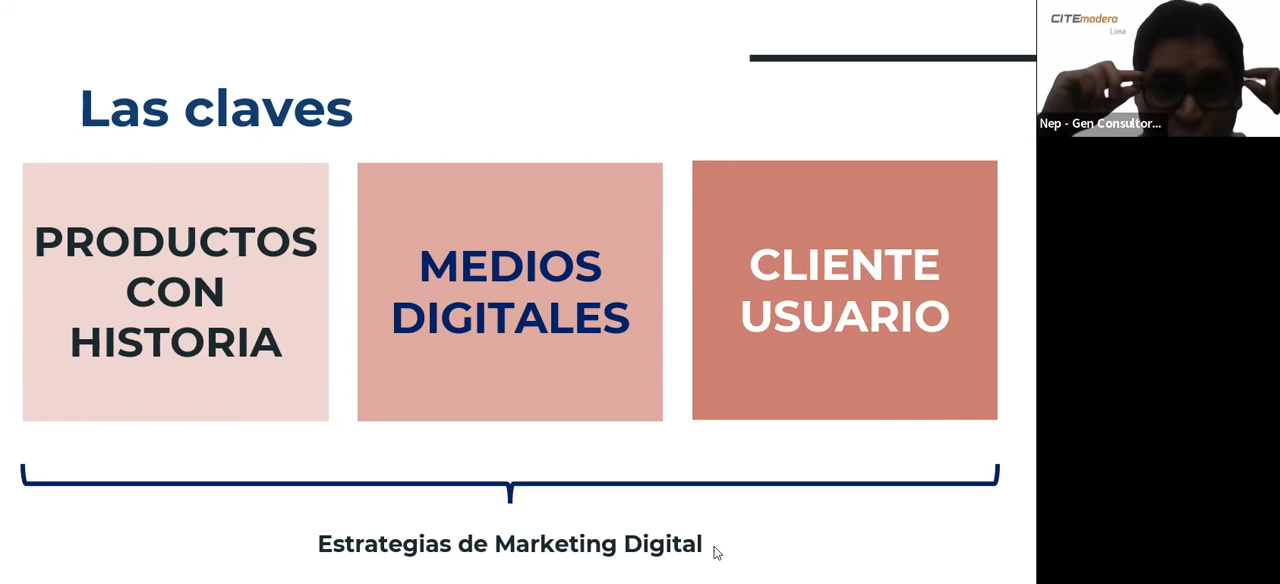 Las claves
PRODUCTOS
CON
HISTORIA
MEDIOS
DIGITALES
CLIENTE
USUARIO
Estrategias de Marketing Digital
CITEmadera
Lima
Nep - Gen Consultor...